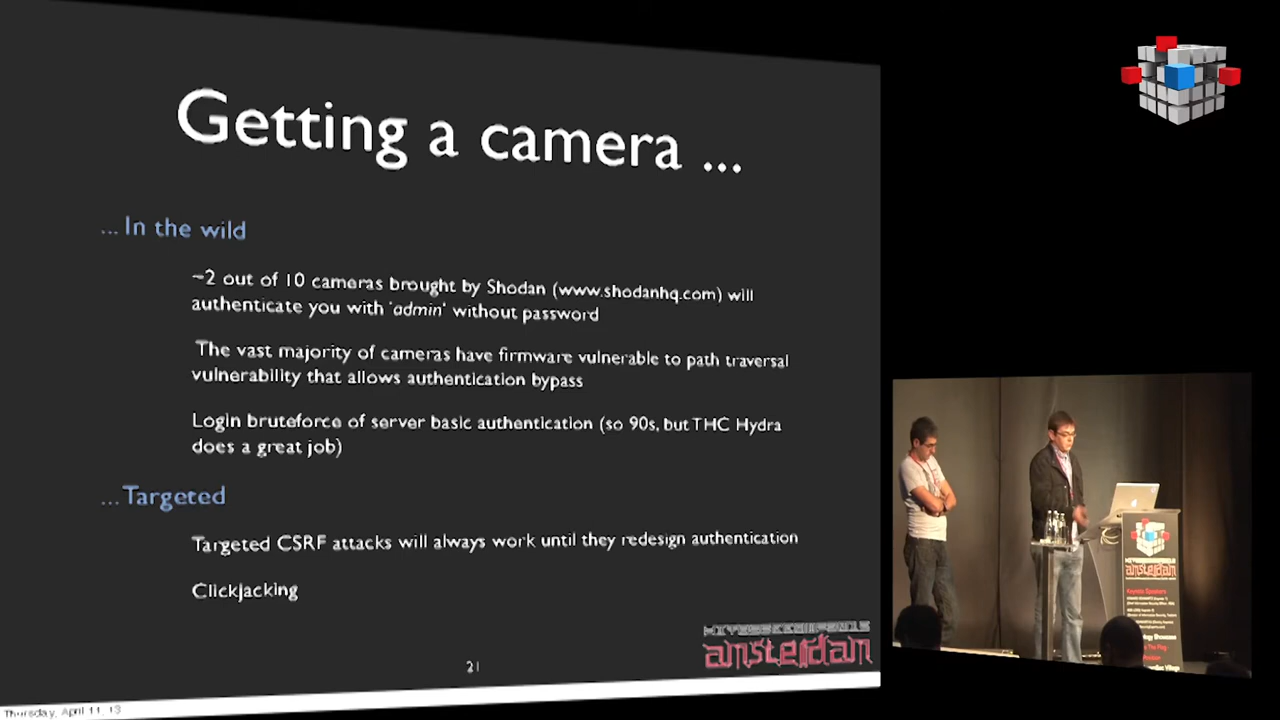 Getting a camera ...
... In the wild
~2 out of 10 cameras brought by Shodan (www.shodanhq.com) will
authenticate you with 'admin' without password
The vast majority of cameras have firmware vulnerable to path traversal
vulnerability that allows authentication bypass
Login bruteforce of server basic authentication (so 90s, but THC Hydra
does a great job)
... Targeted
Targeted CSRF attacks will always work until they redesign authentication
Clickjacking
amsterdam
21
Thursday, April 11, 13
amsterdam
Keynote Speakers